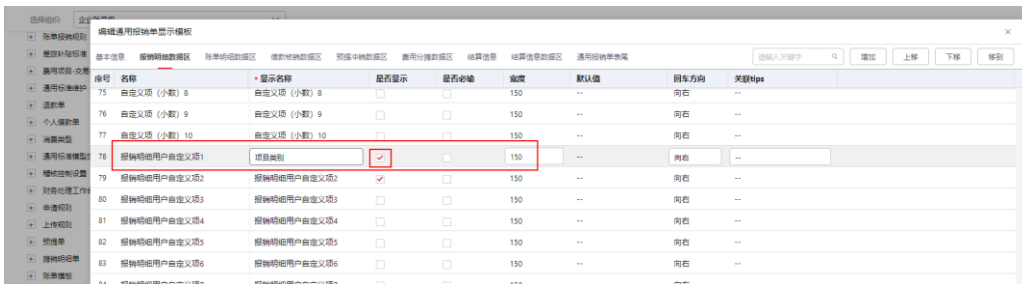 选择组织: 企业
账单报销规则
差旅补贴标准
费用项目-交易
通用标准维护
退款单
个人借款单
消费类型
通用标准模型
稽核控制设置
财务处理工作
申请规则
上传规则
预提单
摊销明细单
账单模板
编辑通用报销单显示模板 ×
基本信息 报销明细数据区 账单明细数据区 借款核销数据区 预提冲销数据区 费用分摊数据区 结算信息 结算信息数据区 通用报销单表尾 请输入关键字 增加 上移 下移 移到
序号 名称 * 显示名称 是否显示 是否必输 宽度 默认值 回车方向 关联tips
75 自定义项（小数）8 自定义项（小数）8 150 -- 向右 --
76 自定义项（小数）9 自定义项（小数）9 150 -- 向右 --
77 自定义项（小数）10 自定义项（小数）10 150 -- 向右 --
78 报销明细用户自定义项1 项目类别 150 -- 向右 --
79 报销明细用户自定义项2 报销明细用户自定义项2 150 -- 向右 --
80 报销明细用户自定义项3 报销明细用户自定义项3 150 -- 向右 --
81 报销明细用户自定义项4 报销明细用户自定义项4 150 -- 向右 --
82 报销明细用户自定义项5 报销明细用户自定义项5 150 -- 向右 --
83 报销明细用户自定义项6 报销明细用户自定义项6 150 -- 向右 --